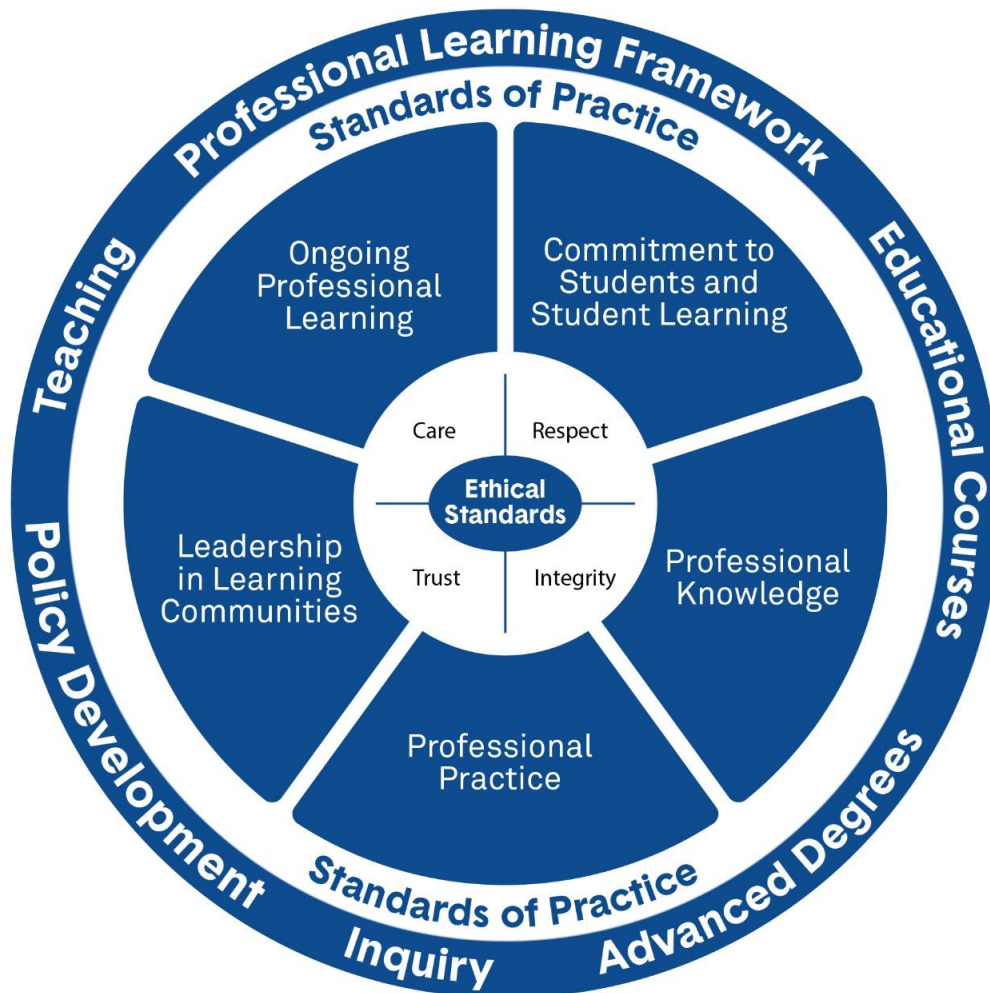 Professional Learning Framework
Educational Courses
Advanced Degrees
Inquiry
Policy Development
Teaching
Standards of Practice
Commitment to
Students and
Student Learning
Professional
Knowledge
Professional
Practice
Leadership
in Learning
Communities
Ongoing
Professional
Learning
Care
Respect
Ethical
Standards
Trust
Integrity
Standards of Practice